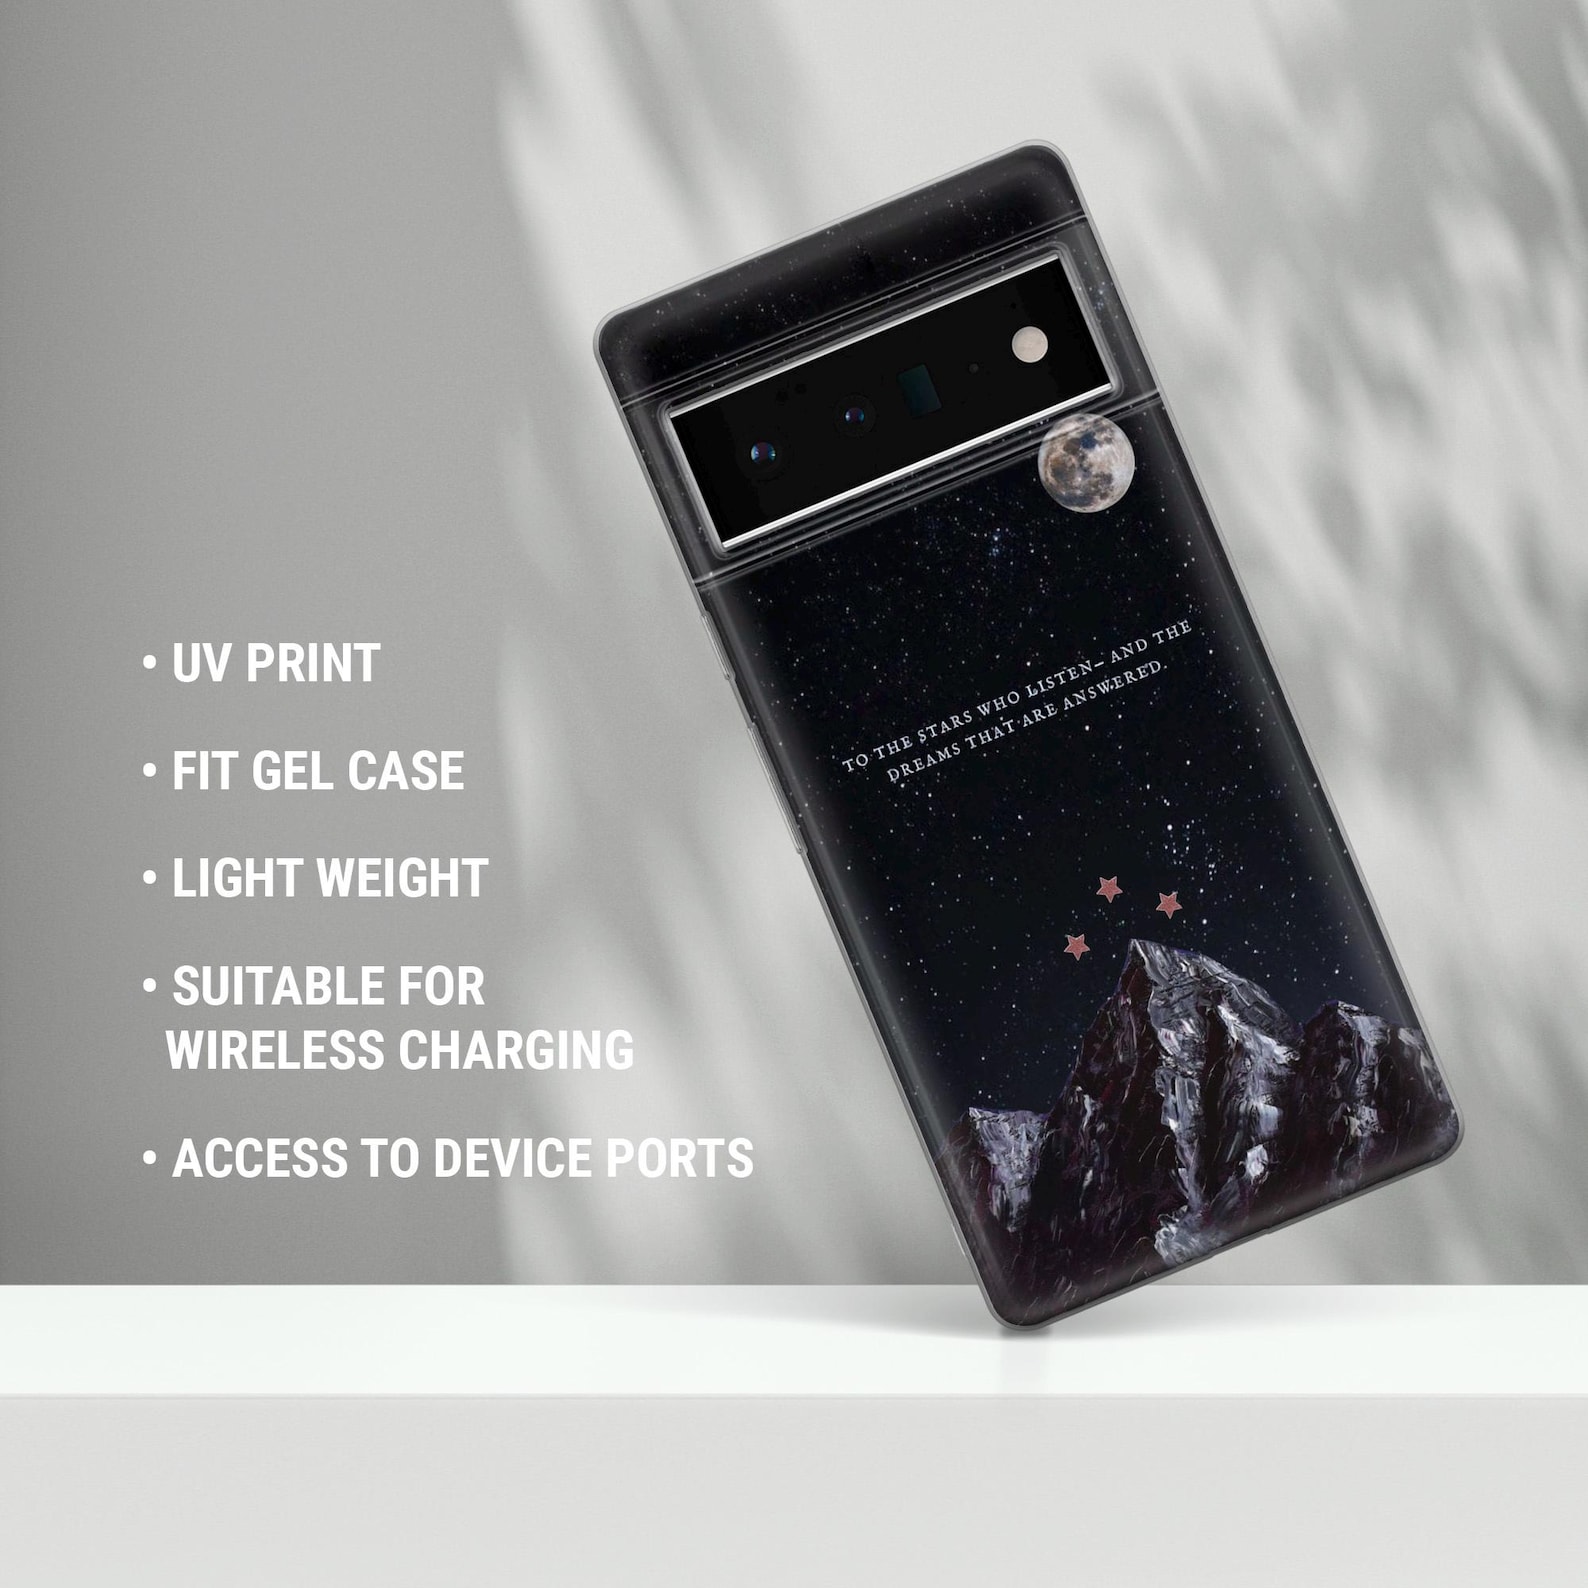 • UV PRINT
• FIT GEL CASE
• LIGHT WEIGHT
• SUITABLE FOR
WIRELESS CHARGING
• ACCESS TO DEVICE PORTS
TO THE STARS WHO LISTEN– AND THE
DREAMS THAT ARE ANSWERED.